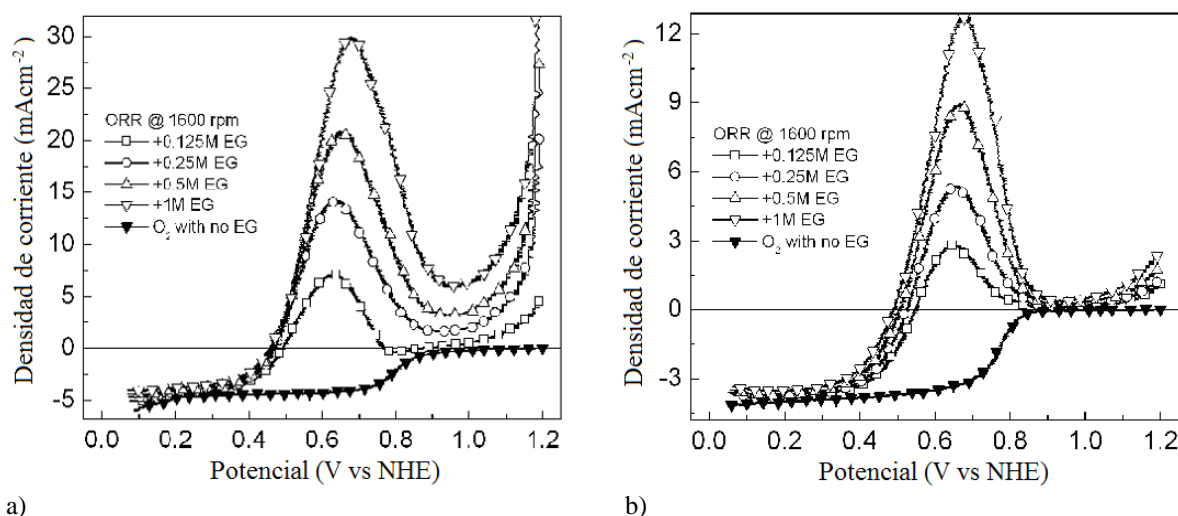 Densidad de corriente (mAcm⁻²)
30
25
20
15
10
5
0
-5
ORR @ 1600 rpm
+0.125M EG
+0.25M EG
+0.5M EG
+1M EG
O₂ with no EG
0.0 0.2 0.4 0.6 0.8 1.0 1.2
Potencial (V vs NHE)
a)
Densidad de corriente (mAcm⁻²)
12
9
6
3
0
-3
ORR @ 1600 rpm
+0.125M EG
+0.25M EG
+0.5M EG
+1M EG
O₂ with no EG
0.0 0.2 0.4 0.6 0.8 1.0 1.2
Potencial (V vs NHE)
b)